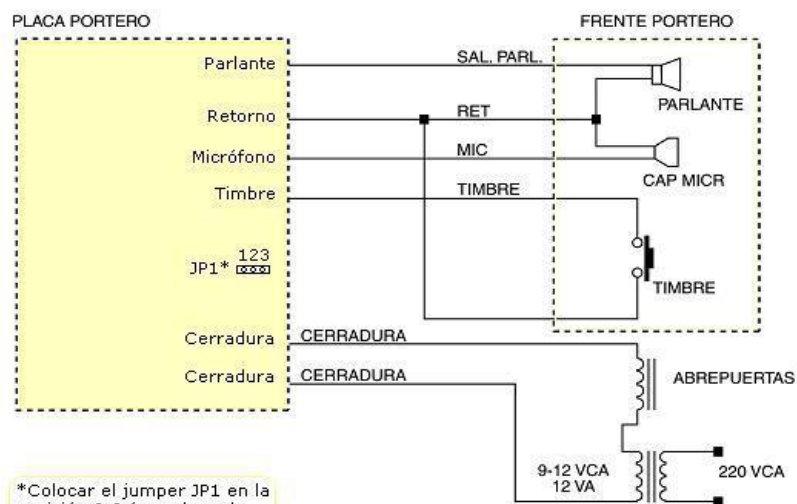 PLACA PORTERO
FRENTE PORTERO
Parlante
SAL. PARL.
PARLANTE
Retorno
RET
Micrófono
MIC
CAP MICR
Timbre
TIMBRE
JP1* 123
TIMBRE
Cerradura
CERRADURA
Cerradura
CERRADURA
ABREPUERTAS
9-12 VCA
12 VA
220 VCA
*Colocar el jumper JP1 en la